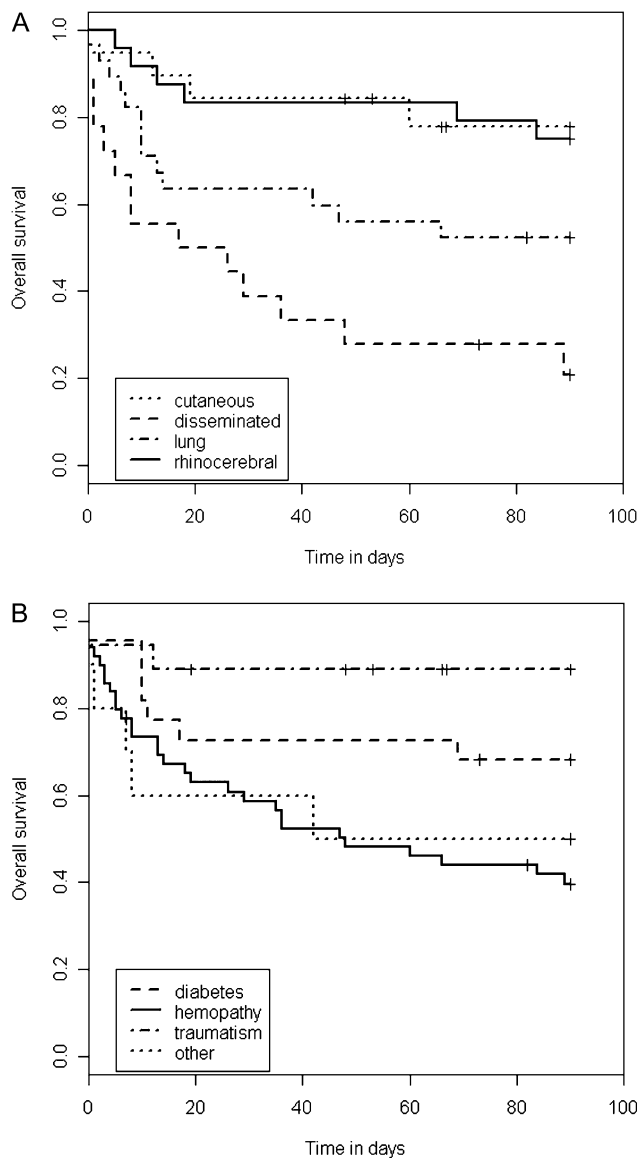 A
1.0
0.8
0.6
0.4
0.2
0.0
Overall survival
cutaneous
disseminated
lung
rhinocerebral
0 20 40 60 80 100
Time in days
B
1.0
0.8
0.6
0.4
0.2
0.0
Overall survival
diabetes
hemopathy
traumatism
other
0 20 40 60 80 100
Time in days